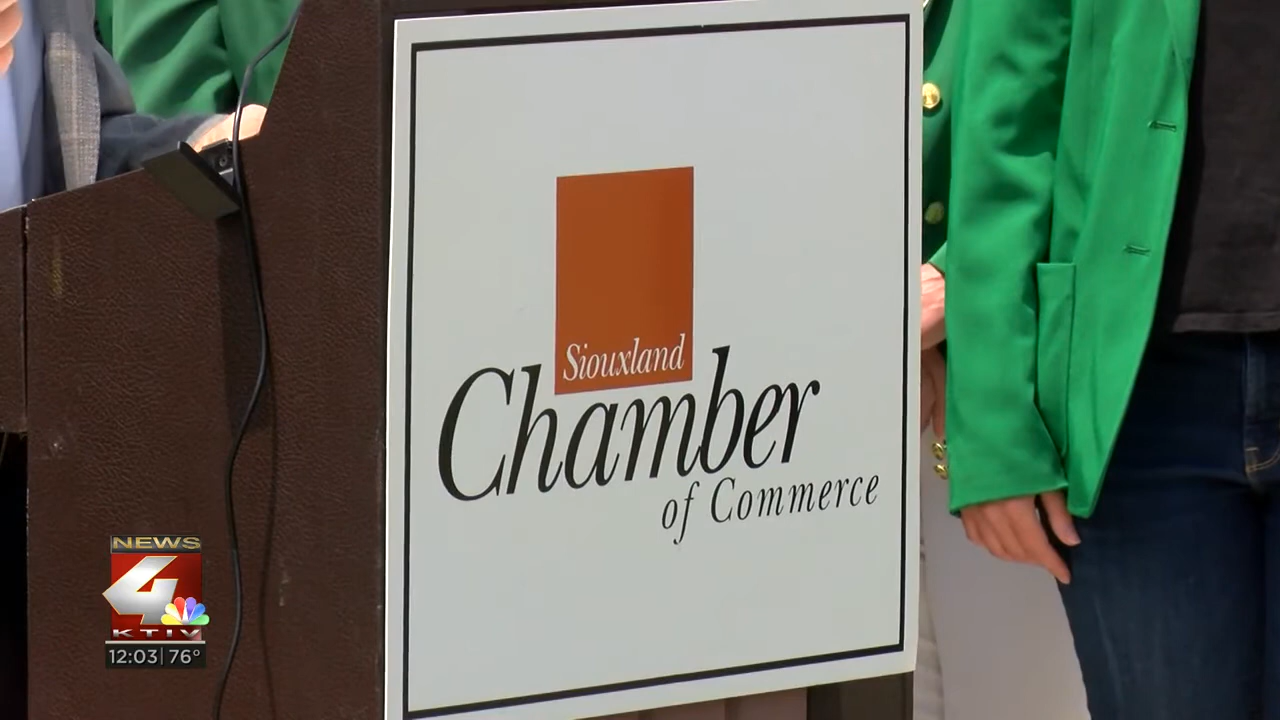 Siouxland
Chamber
of Commerce
NEWS
4
KTIV
12:03 | 76°